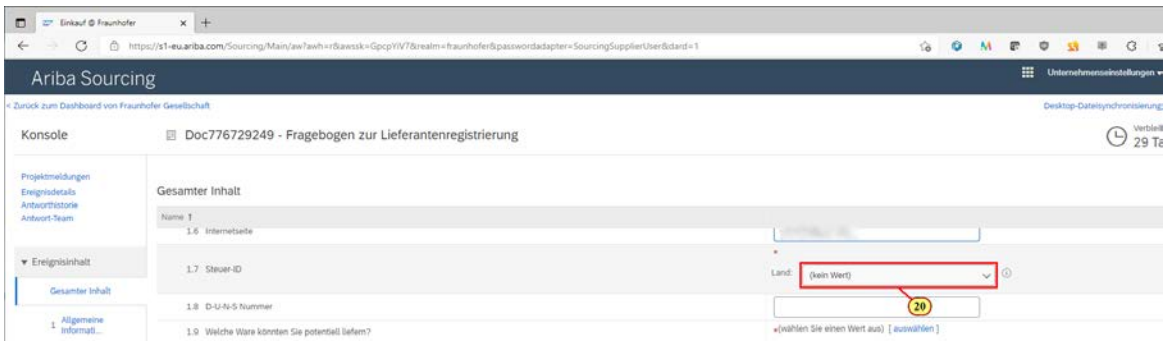 Einkauf @ Fraunhofer
https://s1-eu.ariba.com/Sourcing/Main/aw?awh=r&awssk=GpcpYiV7&realm=fraunhofer&passwordadapter=SourcingSupplierUser&dard=1
Ariba Sourcing
Unternehmenseinstellungen
< Zurück zum Dashboard von Fraunhofer Gesellschaft
Desktop-Dateisynchronisierung
Konsole
Doc776729249 - Fragebogen zur Lieferantenregistrierung
Verbleib
29 Ta
Projektmeldungen
Ereignisdetails
Antworthistorie
Antwort-Team
Gesamter Inhalt
Name ↑
1.6 Internetseite
▼ Ereignisinhalt
*
1.7 Steuer-ID
Land: (kein Wert)
Gesamter Inhalt
1.8 D-U-N-S Nummer
20
1 Allgemeine
Informati...
1.9 Welche Ware könnten Sie potentiell liefern?
*(wählen Sie einen Wert aus) [ auswählen ]